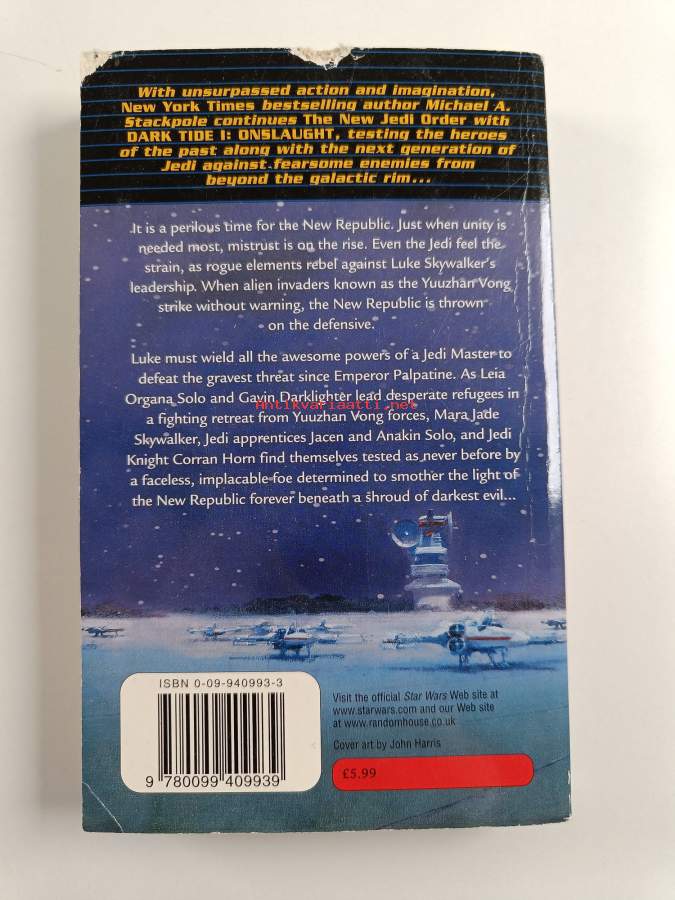 With unsurpassed action and imagination,
New York Times bestselling author Michael A.
Stackpole continues The New Jedi Order with
DARK TIDE I: ONSLAUGHT, testing the heroes
of the past along with the next generation of
Jedi against fearsome enemies from
beyond the galactic rim...
It is a perilous time for the New Republic. Just when unity is
needed most, mistrust is on the rise. Even the Jedi feel the
strain, as rogue elements rebel against Luke Skywalker's
leadership. When alien invaders known as the Yuuzhan Vong
strike without warning, the New Republic is thrown
on the defensive.
Luke must wield all the awesome powers of a Jedi Master to
defeat the gravest threat since Emperor Palpatine. As Leia
Organa Solo and Gavin Darklighter lead desperate refugees in
Antikvariaatti.net
a fighting retreat from Yuuzhan Vong forces, Mara Jade
Skywalker, Jedi apprentices Jacen and Anakin Solo, and Jedi
Knight Corran Horn find themselves tested as never before by
a faceless, implacable foe determined to smother the light of
the New Republic forever beneath a shroud of darkest evil...
ISBN 0-09-940993-3
9 780099 409939
Visit the official Star Wars Web site at
www.starwars.com and our Web site
at www.randomhouse.co.uk
Cover art by John Harris
£5.99